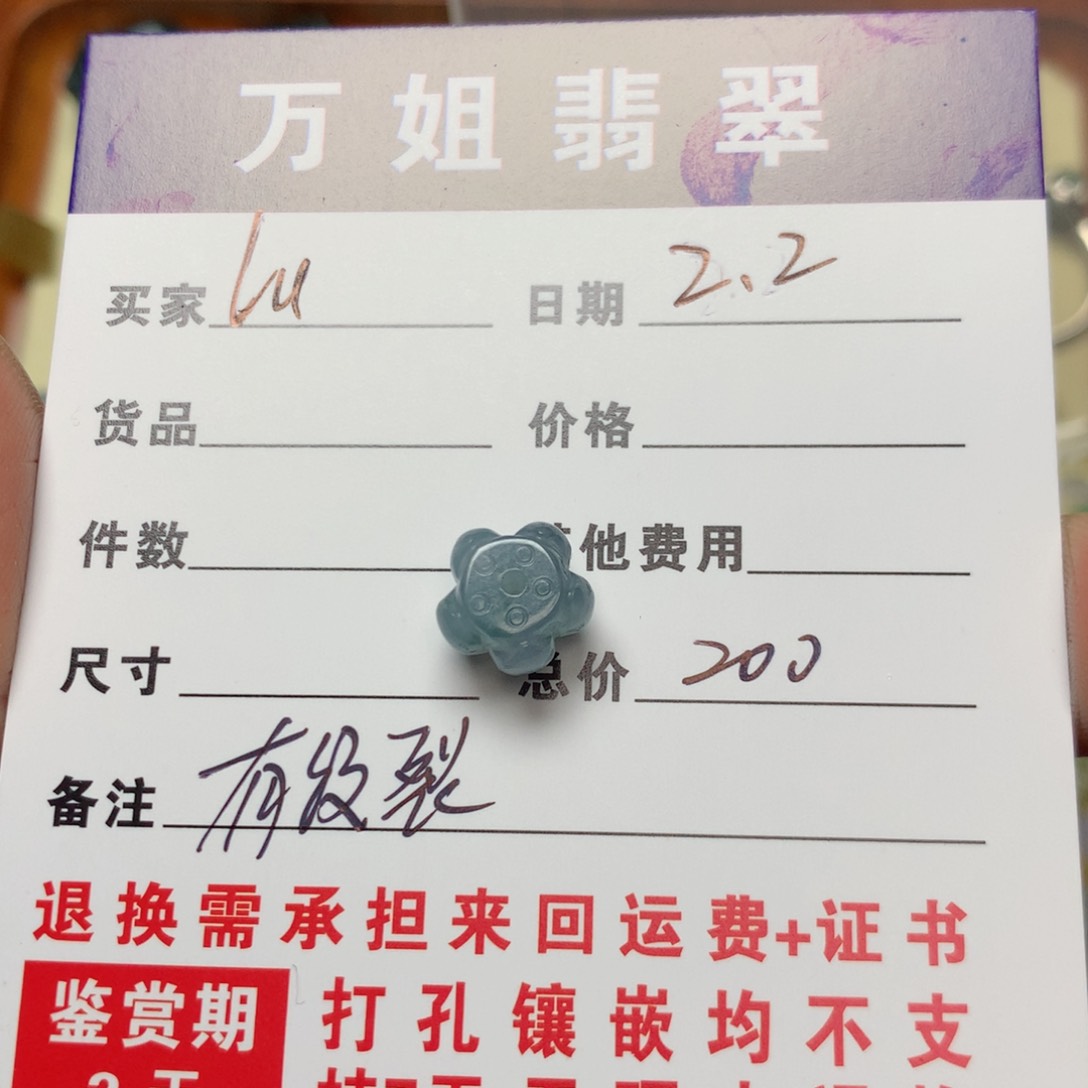 万姐翡翠
买家 Lu 日期 2.2
货品 价格
件数 他费用
尺寸 总价 200
备注 有纹裂
退换需承担来回运费+证书
鉴赏期 打孔镶嵌均不支